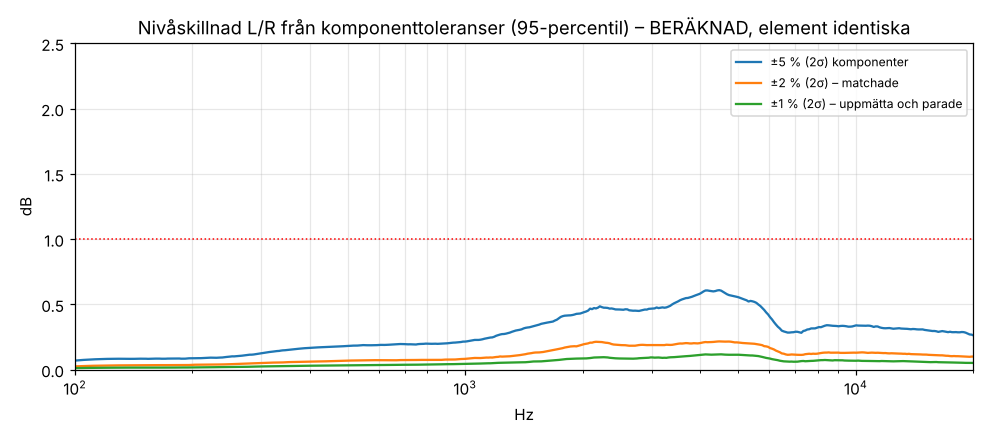 Nivåskillnad L/R från komponenttoleranser (95-percentil) – BERÄKNAD, element identiska
±5 % (2σ) komponenter
±2 % (2σ) – matchade
±1 % (2σ) – uppmätta och parade
2.5
2.0
1.5
1.0
0.5
0.0
dB
10²
10³
10⁴
Hz